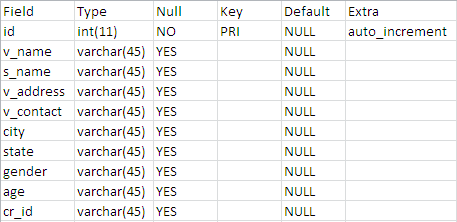 Field Type Null Key Default Extra
id int(11) NO PRI NULL auto_increment
v_name varchar(45) YES NULL
s_name varchar(45) YES NULL
v_address varchar(45) YES NULL
v_contact varchar(45) YES NULL
city varchar(45) YES NULL
state varchar(45) YES NULL
gender varchar(45) YES NULL
age varchar(45) YES NULL
cr_id varchar(45) YES NULL